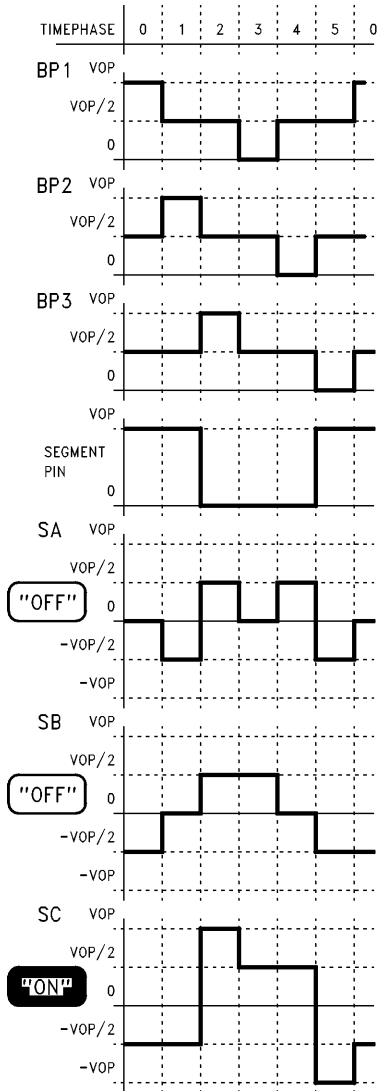 TIMEPHASE 0 1 2 3 4 5 0
BP1 VOP
VOP/2
0
BP2 VOP
VOP/2
0
BP3 VOP
VOP/2
0
VOP
SEGMENT
PIN
0
SA VOP
VOP/2
"OFF" 0
-VOP/2
-VOP
SB VOP
VOP/2
"OFF" 0
-VOP/2
-VOP
SC VOP
VOP/2
"ON" 0
-VOP/2
-VOP